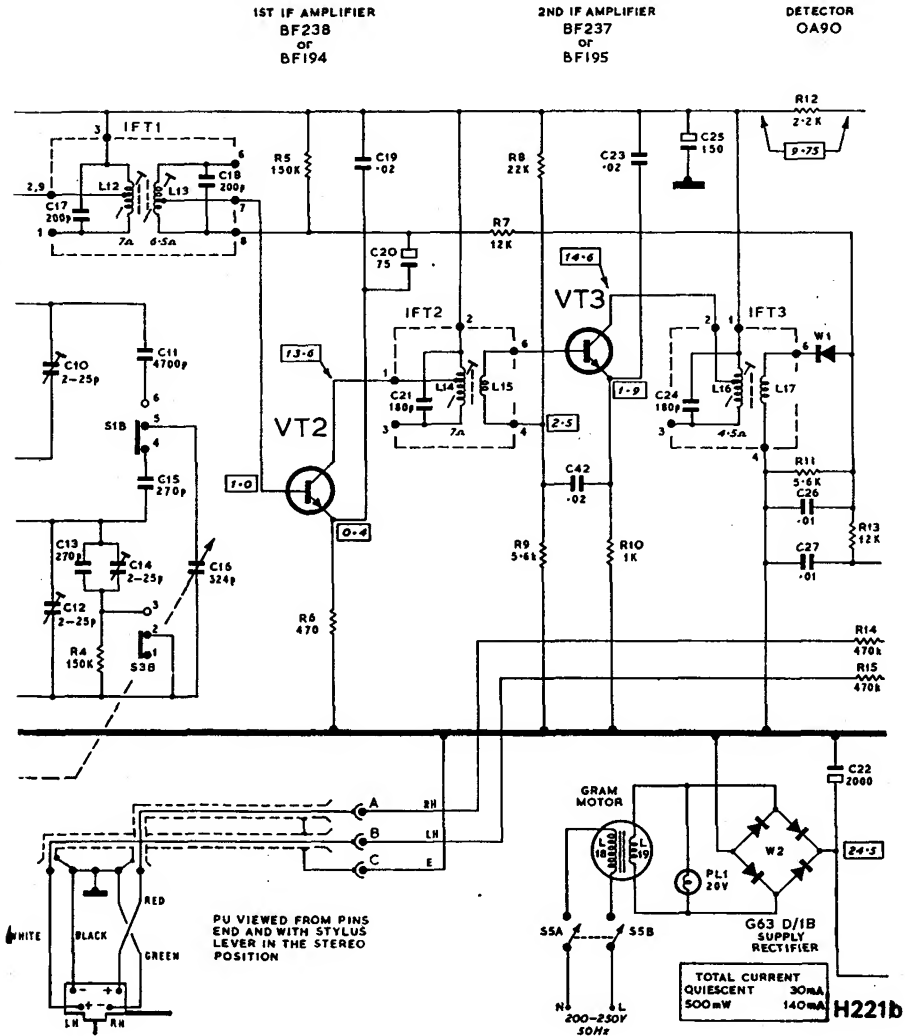 1ST IF AMPLIFIER
BF238
or
BF194
2ND IF AMPLIFIER
BF237
or
BF195
DETECTOR
OA90
R12
2·2K
9·75
3
IFT1
6
2,9
L12
L13
C18
200p
7
C17
200p
1
7Ω
6·5Ω
8
R5
150K
C19
·02
R8
22K
C23
·02
C25
150
R7
12K
C20
75
14·6
C10
2-25p
C11
4700p
6
5
S1B
4
C15
270p
13·6
VT2
1·0
0·4
IFT2
2
1
L14
C21
180p
3
7Ω
L15
6
4
2·5
VT3
1·9
IFT3
2
1
6
W1
L16
L17
C24
180p
3
4·5Ω
4
C42
·02
R11
5·6K
C26
·01
R13
12K
C27
·01
C13
270p
C14
2-25p
C16
324p
C12
2-25p
3
2
1
R4
150K
S3B
R6
470
R9
5·6k
R10
1K
R14
470k
R15
470k
C22
2000
A
RH
B
LH
C
E
GRAM
MOTOR
L
18
L
19
PL1
20V
W2
24·5
G63 D/1B
SUPPLY
RECTIFIER
S5A
S5B
N
L
200-250V
50Hz
WHITE
BLACK
RED
GREEN
- +
+ -
LH
RH
PU VIEWED FROM PINS
END AND WITH STYLUS
LEVER IN THE STEREO
POSITION
TOTAL CURRENT
QUIESCENT 30mA
500mW 140mA
H221b